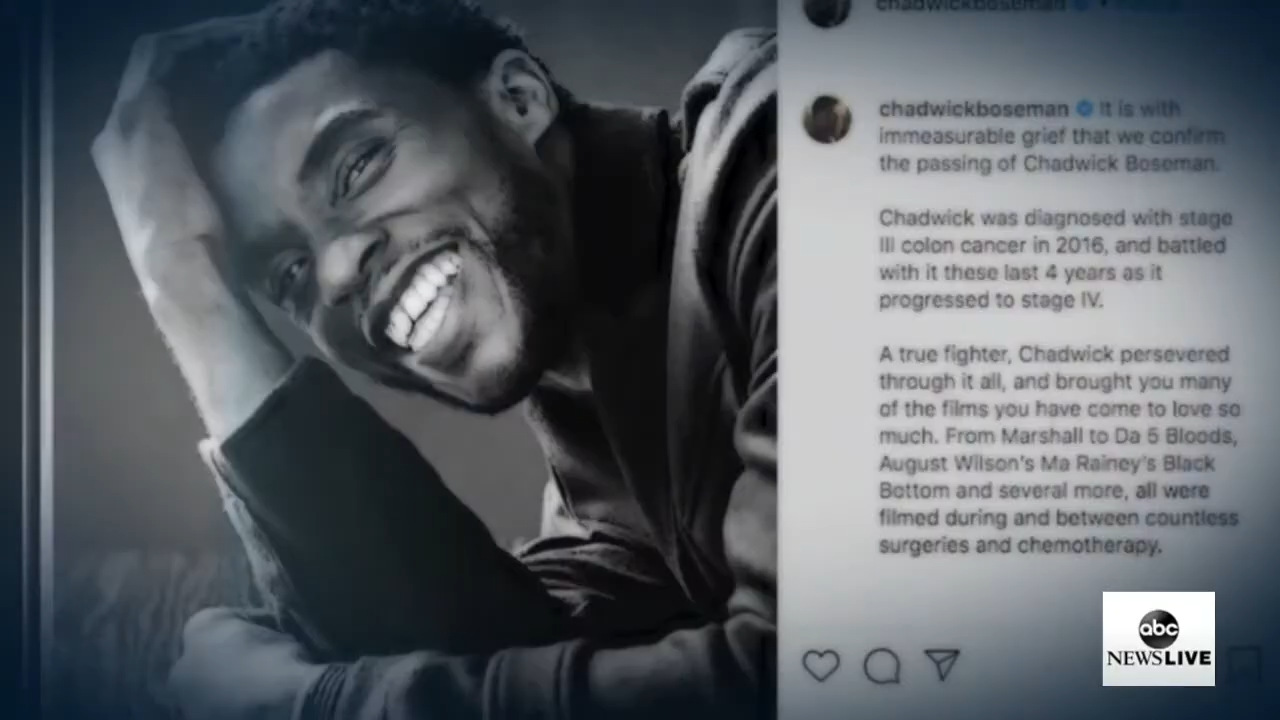 chadwickboseman
chadwickboseman It is with
immeasurable grief that we confirm
the passing of Chadwick Boseman.
Chadwick was diagnosed with stage
III colon cancer in 2016, and battled
with it these last 4 years as it
progressed to stage IV.
A true fighter, Chadwick persevered
through it all, and brought you many
of the films you have come to love so
much. From Marshall to Da 5 Bloods,
August Wilson's Ma Rainey's Black
Bottom and several more, all were
filmed during and between countless
surgeries and chemotherapy.
abc
NEWSLIVE